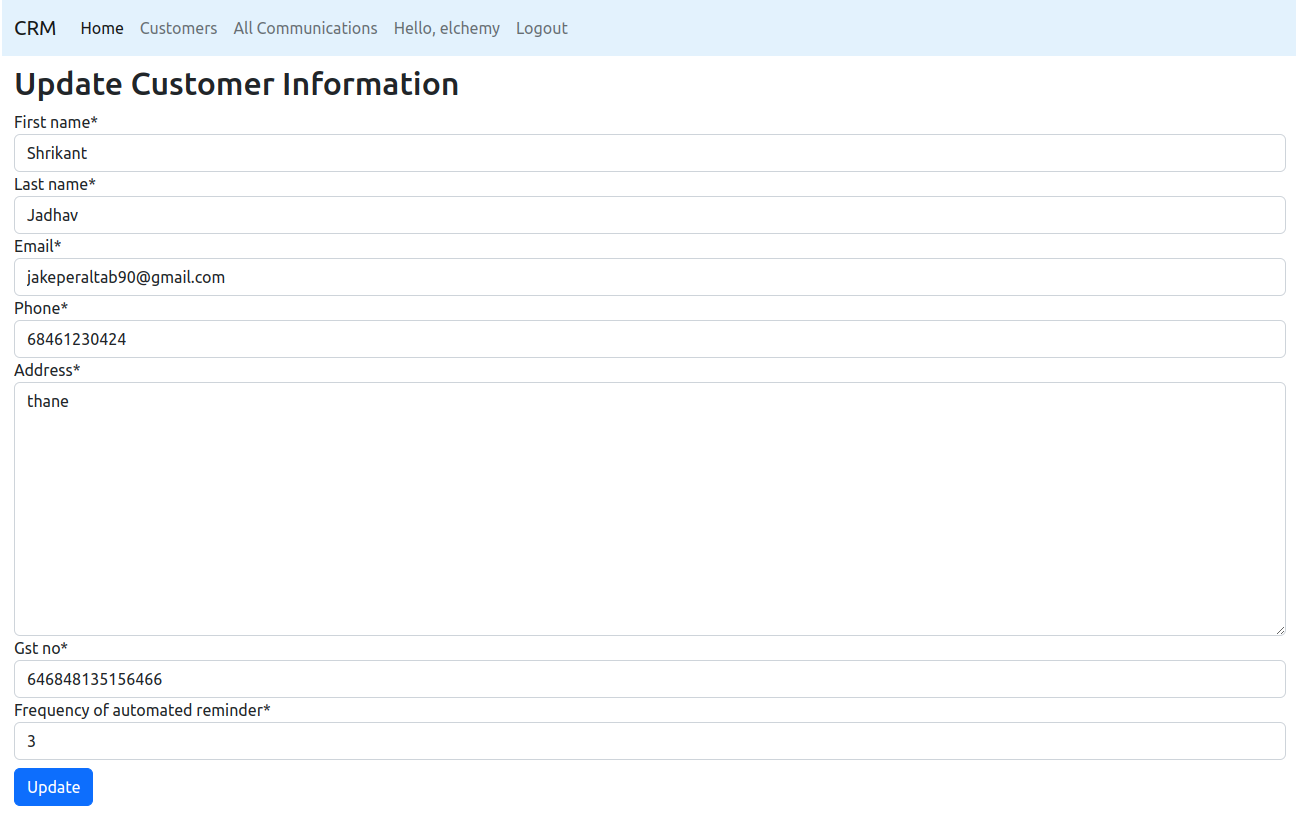 CRM Home Customers All Communications Hello, elchemy Logout
Update Customer Information
First name*
Shrikant
Last name*
Jadhav
Email*
jakeperaltab90@gmail.com
Phone*
68461230424
Address*
thane
Gst no*
646848135156466
Frequency of automated reminder*
3
Update